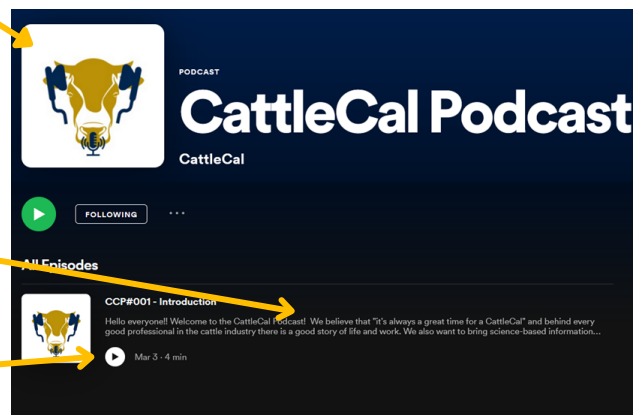 PODCAST
CattleCal Podcast
CattleCal
FOLLOWING
All Episodes
CCP#001 - Introduction
Hello everyone!! Welcome to the CattleCal Podcast! We believe that "it's always a great time for a CattleCal" and behind every
good professional in the cattle industry there is a good story of life and work. We also want to bring science-based information...
Mar 3 · 4 min